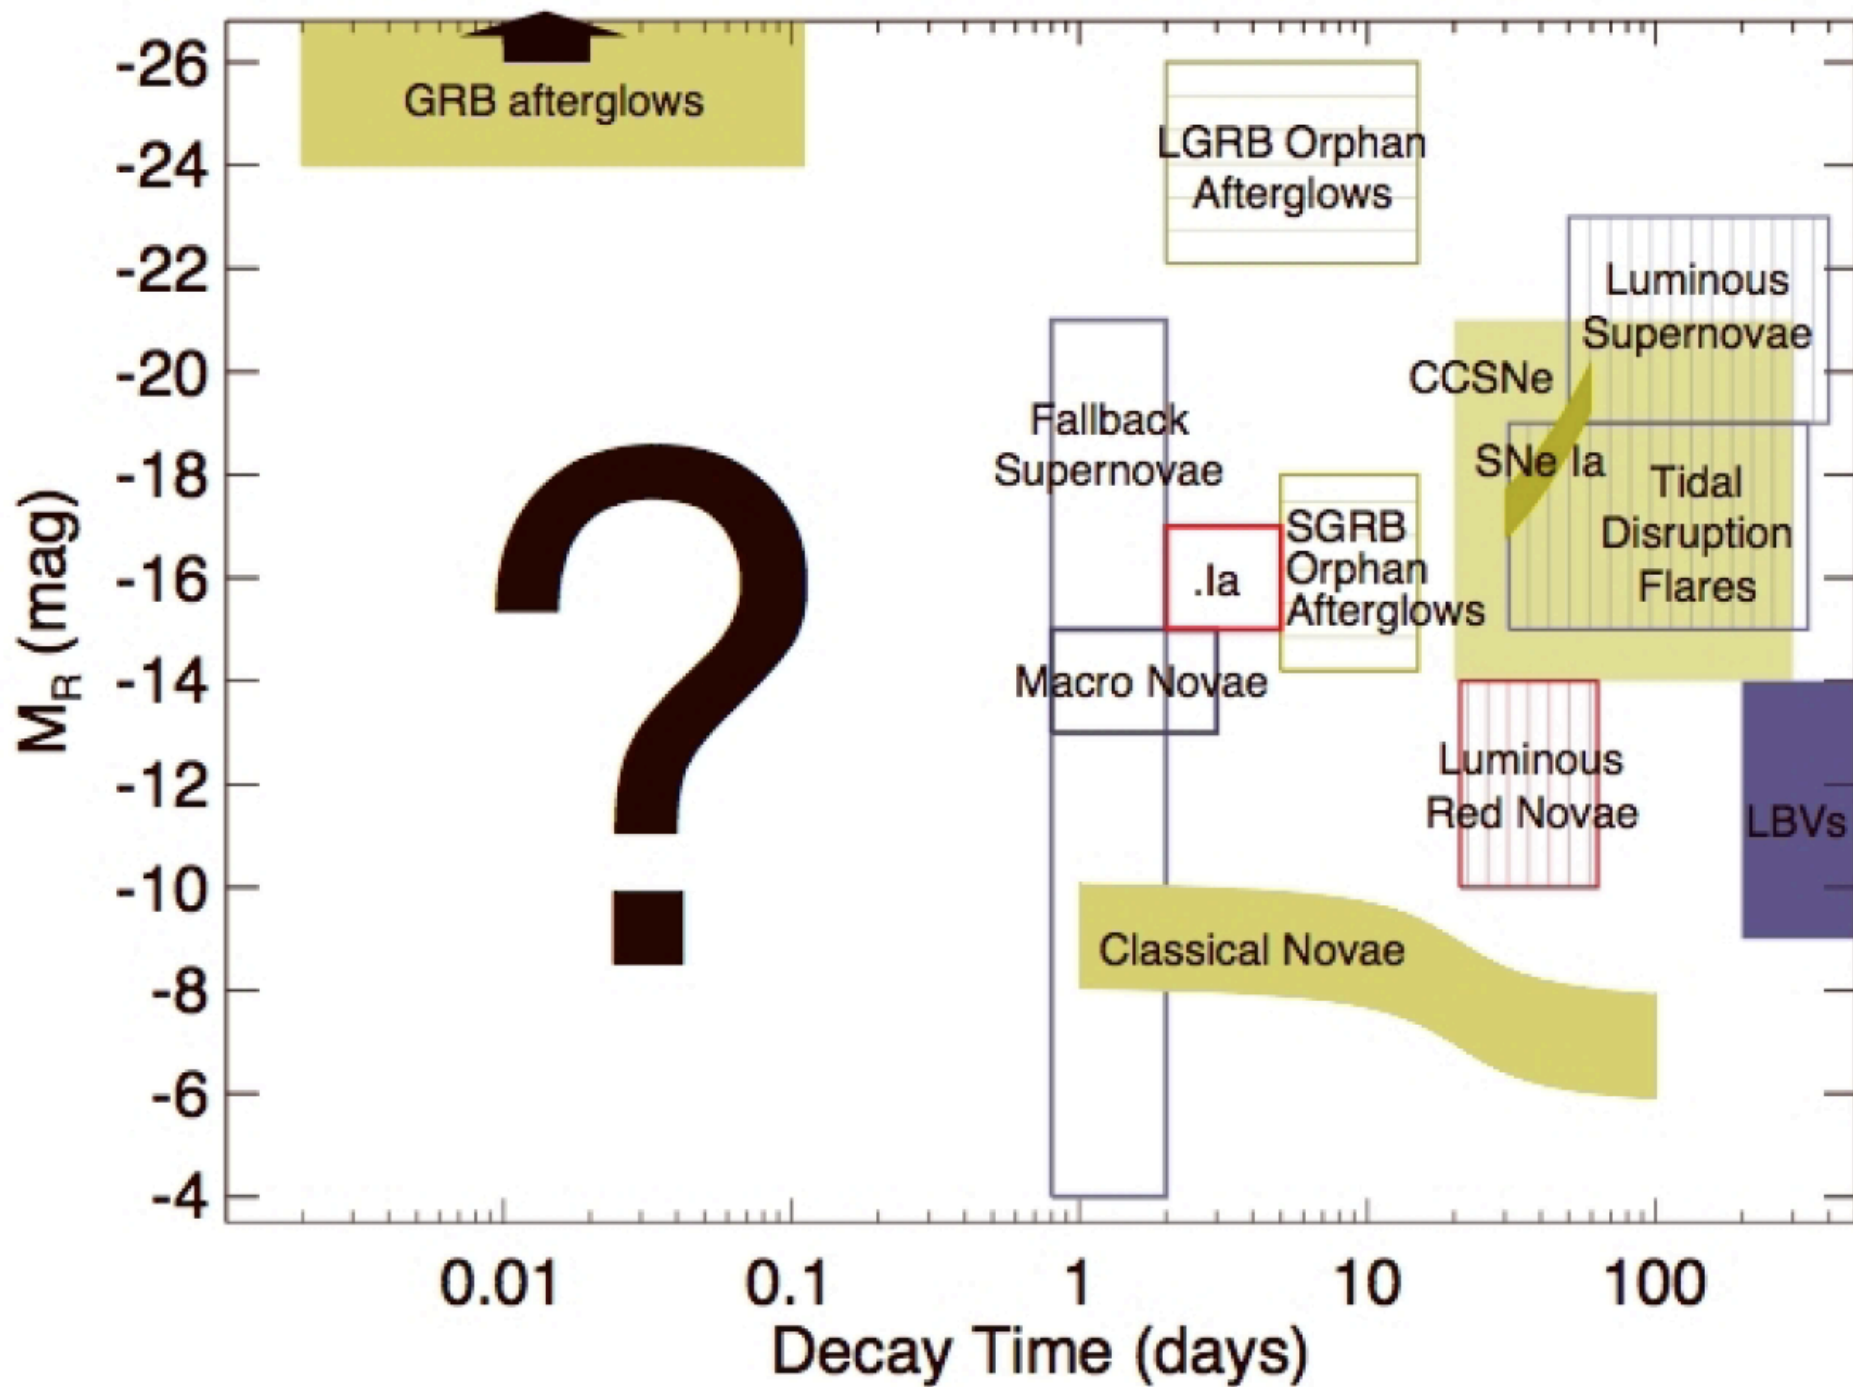 -26
-24
-22
-20
-18
-16
-14
-12
-10
-8
-6
-4
M_R (mag)
GRB afterglows
LGRB Orphan
Afterglows
Luminous
Supernovae
CCSNe
Fallback
Supernovae
SNe Ia
Tidal
Disruption
Flares
SGRB
Orphan
Afterglows
.Ia
Macro Novae
Luminous
Red Novae
LBVs
Classical Novae
?
0.01 0.1 1 10 100
Decay Time (days)